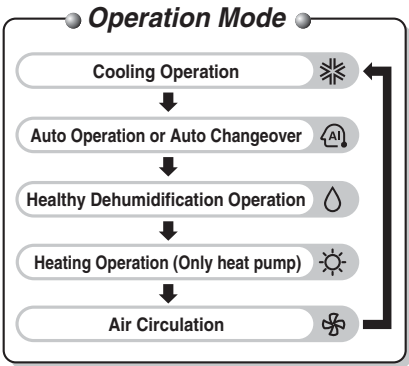 Operation Mode
Cooling Operation
Auto Operation or Auto Changeover
AI
Healthy Dehumidification Operation
Heating Operation (Only heat pump)
Air Circulation